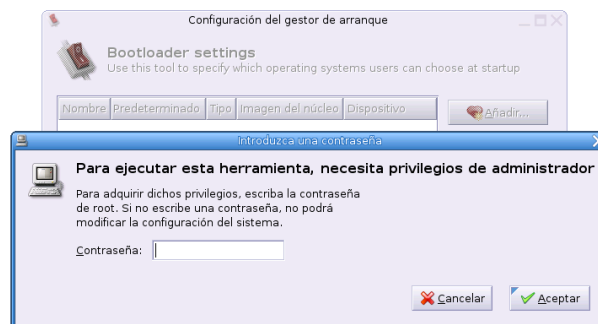 Configuración del gestor de arranque
Bootloader settings
Use this tool to specify which operating systems users can choose at startup
Nombre Predeterminado Tipo Imagen del núcleo Dispositivo Añadir...
Introduzca una contraseña
Para ejecutar esta herramienta, necesita privilegios de administrador
Para adquirir dichos privilegios, escriba la contraseña
de root. Si no escribe una contraseña, no podrá
modificar la configuración del sistema.
Contraseña:
Cancelar Aceptar